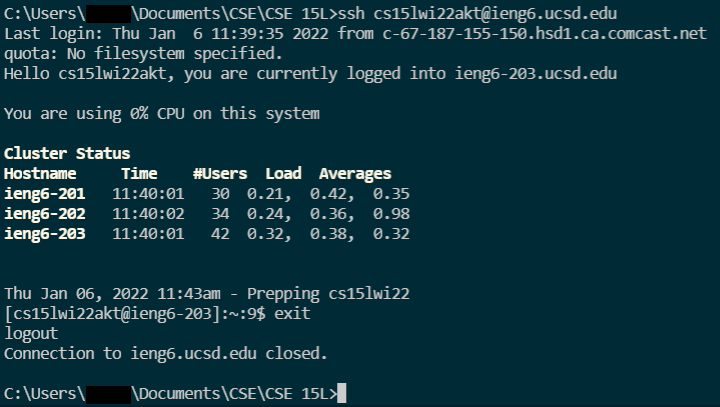 C:\Users\ \Documents\CSE\CSE 15L>ssh cs15lwi22akt@ieng6.ucsd.edu
Last login: Thu Jan  6 11:39:35 2022 from c-67-187-155-150.hsd1.ca.comcast.net
quota: No filesystem specified.
Hello cs15lwi22akt, you are currently logged into ieng6-203.ucsd.edu
You are using 0% CPU on this system
Cluster Status
Hostname     Time    #Users  Load  Averages
ieng6-201   11:40:01   30  0.21,  0.42,  0.35
ieng6-202   11:40:02   34  0.24,  0.36,  0.98
ieng6-203   11:40:01   42  0.32,  0.38,  0.32
Thu Jan 06, 2022 11:43am - Prepping cs15lwi22
[cs15lwi22akt@ieng6-203]:~:9$ exit
logout
Connection to ieng6.ucsd.edu closed.
C:\Users\ \Documents\CSE\CSE 15L>